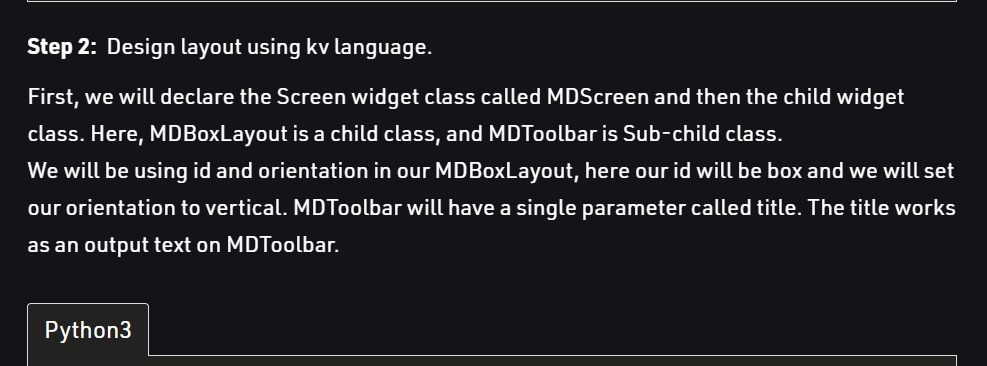 Step 2: Design layout using kv language.
First, we will declare the Screen widget class called MDScreen and then the child widget
class. Here, MDBoxLayout is a child class, and MDToolbar is Sub-child class.
We will be using id and orientation in our MDBoxLayout, here our id will be box and we will set
our orientation to vertical. MDToolbar will have a single parameter called title. The title works
as an output text on MDToolbar.
Python3